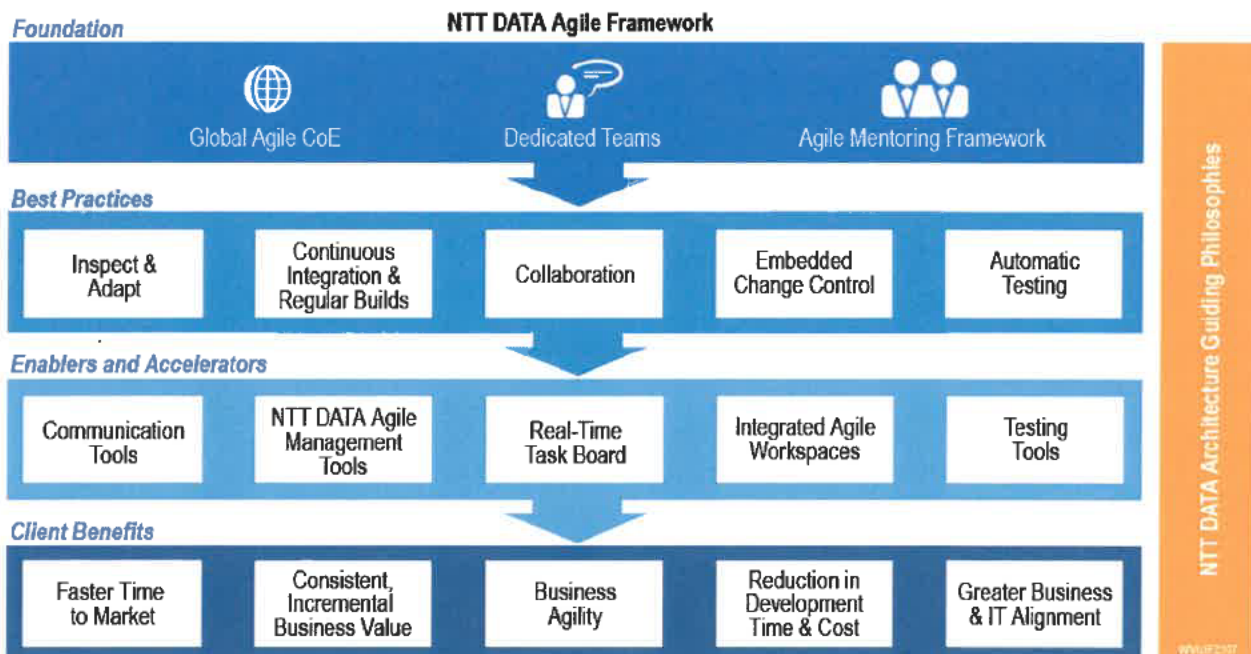 NTT DATA Agile Framework
Foundation
Global Agile CoE
Dedicated Teams
Agile Mentoring Framework
Best Practices
Inspect &
Adapt
Continuous
Integration &
Regular Builds
Collaboration
Embedded
Change Control
Automatic
Testing
Enablers and Accelerators
Communication
Tools
NTT DATA Agile
Management
Tools
Real-Time
Task Board
Integrated Agile
Workspaces
Testing
Tools
Client Benefits
Faster Time
to Market
Consistent,
Incremental
Business Value
Business
Agility
Reduction in
Development
Time & Cost
Greater Business
& IT Alignment
NTT DATA Architecture Guiding Philosophies